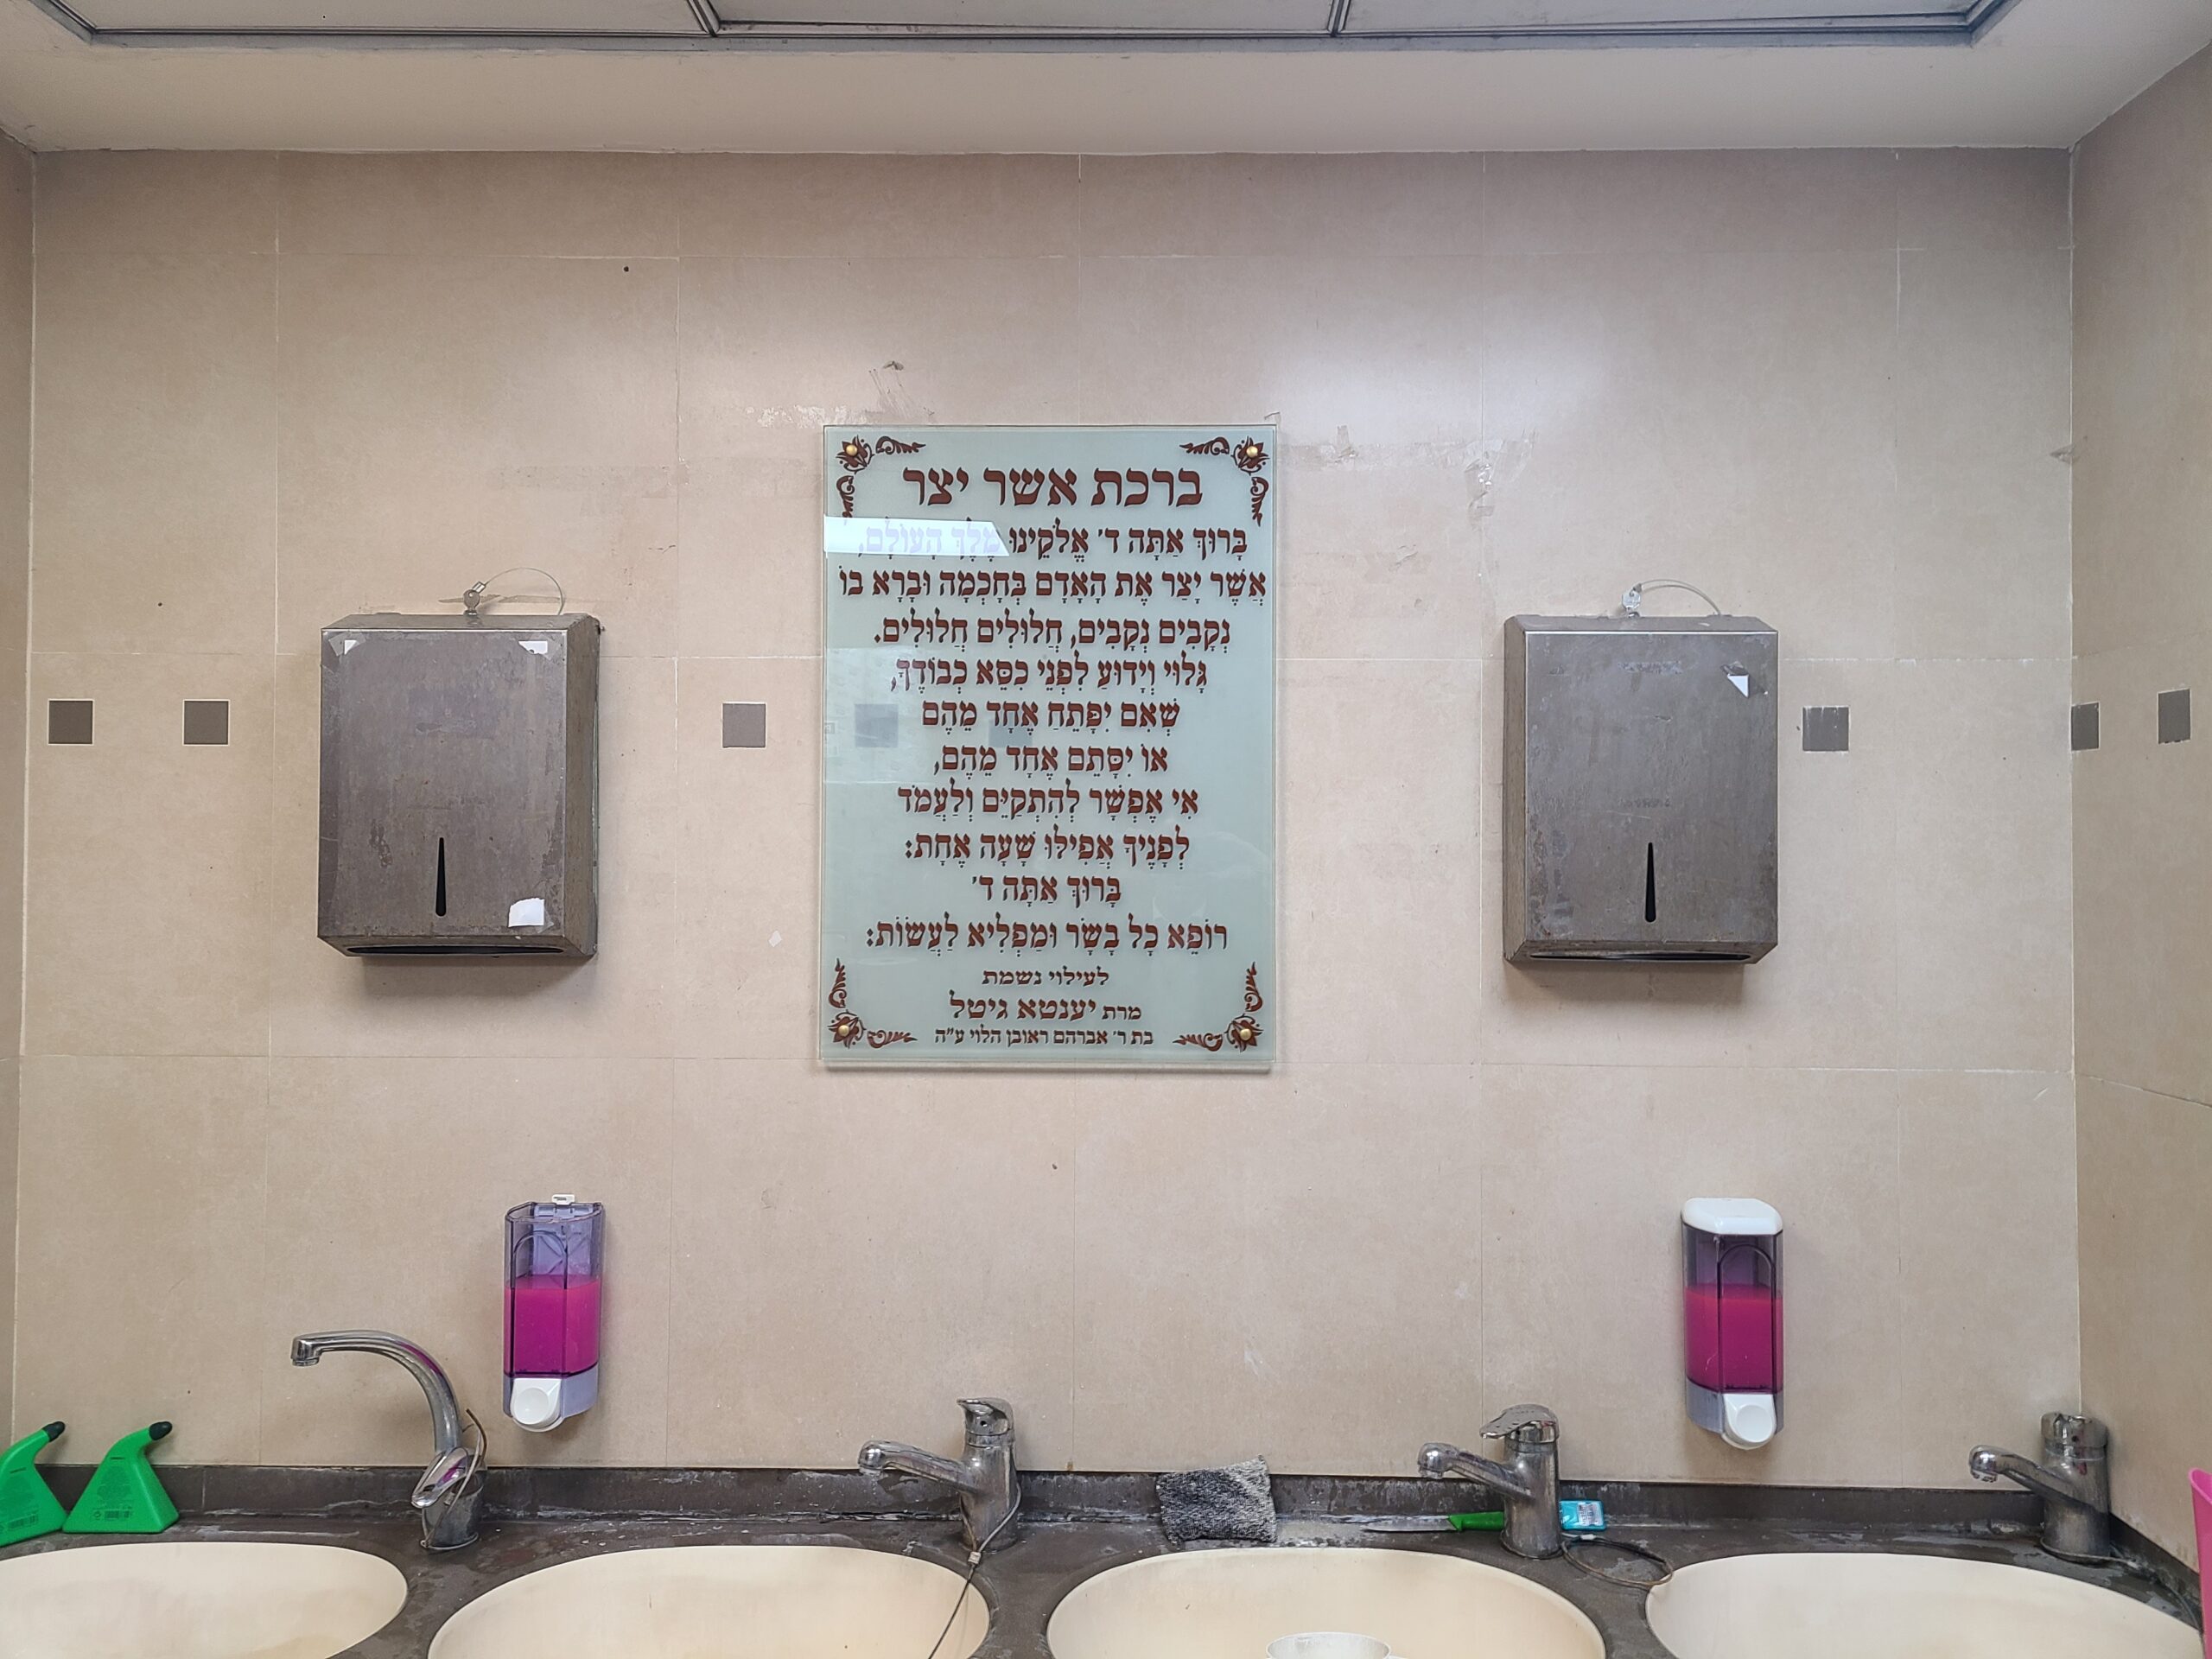 ברכת אשר יצר
בָּרוּךְ אַתָּה ד' אֱלֹקֵינוּ מֶלֶךְ הָעוֹלָם,
אֲשֶׁר יָצַר אֶת הָאָדָם בְּחָכְמָה וּבָרָא בוֹ
נְקָבִים נְקָבִים, חֲלוּלִים חֲלוּלִים.
גָּלוּי וְיָדוּעַ לִפְנֵי כִסֵּא כְבוֹדֶךָ,
שֶׁאִם יִפָּתֵחַ אֶחָד מֵהֶם
אוֹ יִסָּתֵם אֶחָד מֵהֶם,
אִי אֶפְשָׁר לְהִתְקַיֵּם וְלַעֲמֹד
לְפָנֶיךָ אֲפִילּוּ שָׁעָה אֶחָת:
בָּרוּךְ אַתָּה ד'
רוֹפֵא כָל בָּשָׂר וּמַפְלִיא לַעֲשׂוֹת:
לעילוי נשמת
מרת יענטא גיטל
בת ר' אברהם ראובן הלוי ע"ה